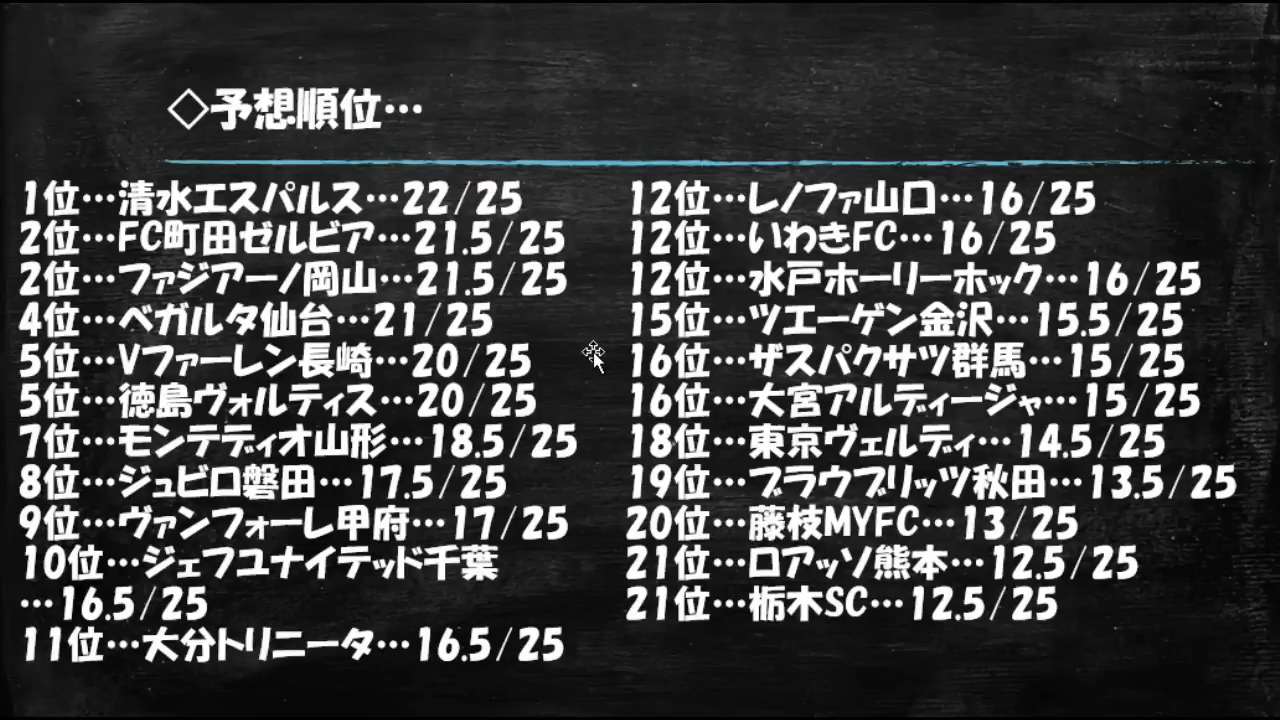 ◇予想順位…
1位…清水エスパルス…22/25
2位…FC町田ゼルビア…21.5/25
2位…ファジアーノ岡山…21.5/25
4位…ベガルタ仙台…21/25
5位…Vファーレン長崎…20/25
5位…徳島ヴォルティス…20/25
7位…モンテディオ山形…18.5/25
8位…ジュビロ磐田…17.5/25
9位…ヴァンフォーレ甲府…17/25
10位…ジェフユナイテッド千葉
…16.5/25
11位…大分トリニータ…16.5/25
12位…レノファ山口…16/25
12位…いわきFC…16/25
12位…水戸ホーリーホック…16/25
15位…ツエーゲン金沢…15.5/25
16位…ザスパクサツ群馬…15/25
16位…大宮アルディージャ…15/25
18位…東京ヴェルディ…14.5/25
19位…ブラウブリッツ秋田…13.5/25
20位…藤枝MYFC…13/25
21位…ロアッソ熊本…12.5/25
21位…栃木SC…12.5/25